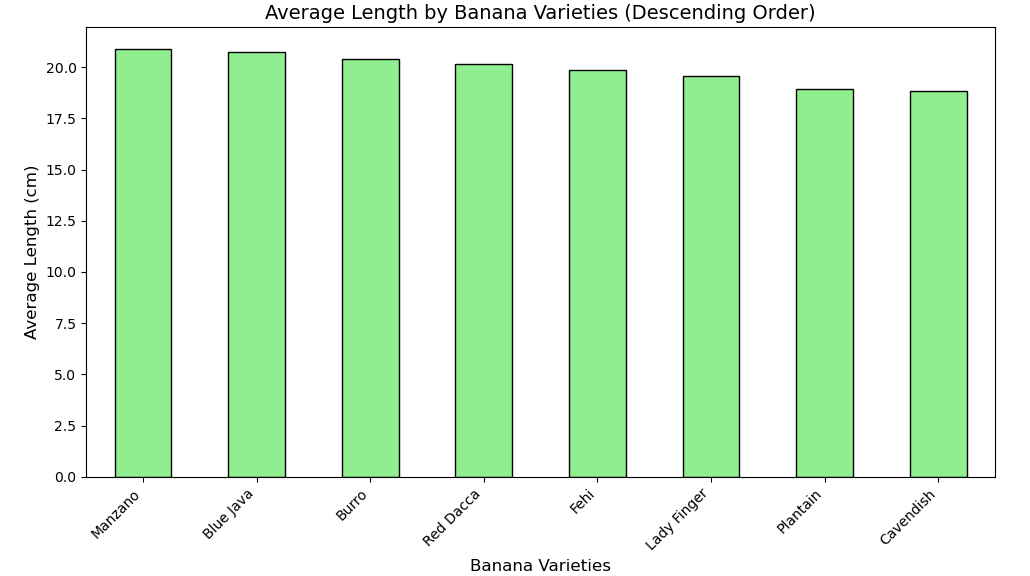 Average Length by Banana Varieties (Descending Order)
Average Length (cm)
20.0
17.5
15.0
12.5
10.0
7.5
5.0
2.5
0.0
Manzano
Blue Java
Burro
Red Dacca
Fehi
Lady Finger
Plantain
Cavendish
Banana Varieties